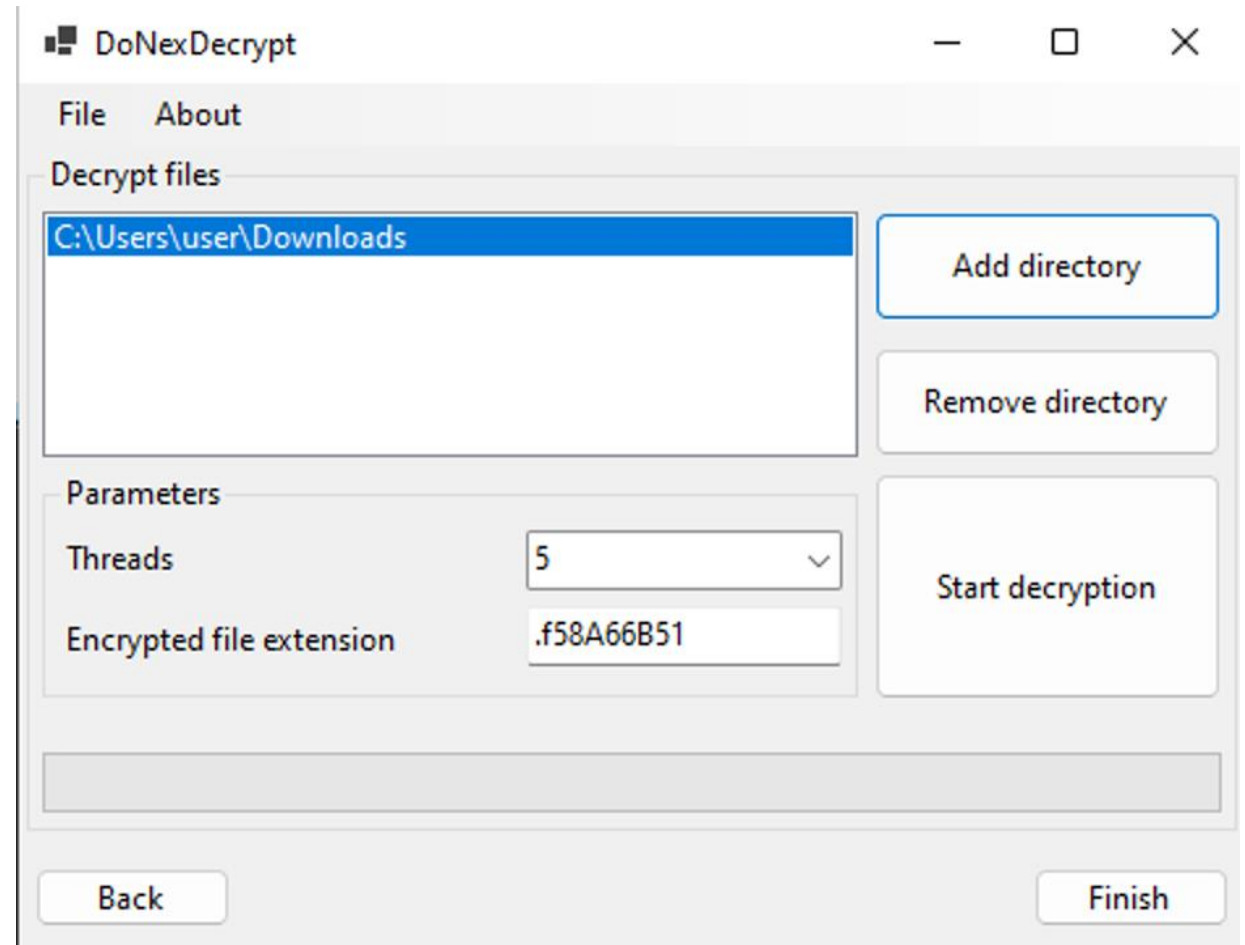 DoNexDecrypt
File About
Decrypt files
C:\Users\user\Downloads
Add directory
Remove directory
Parameters
Threads 5
Encrypted file extension .f58A66B51
Start decryption
Back Finish